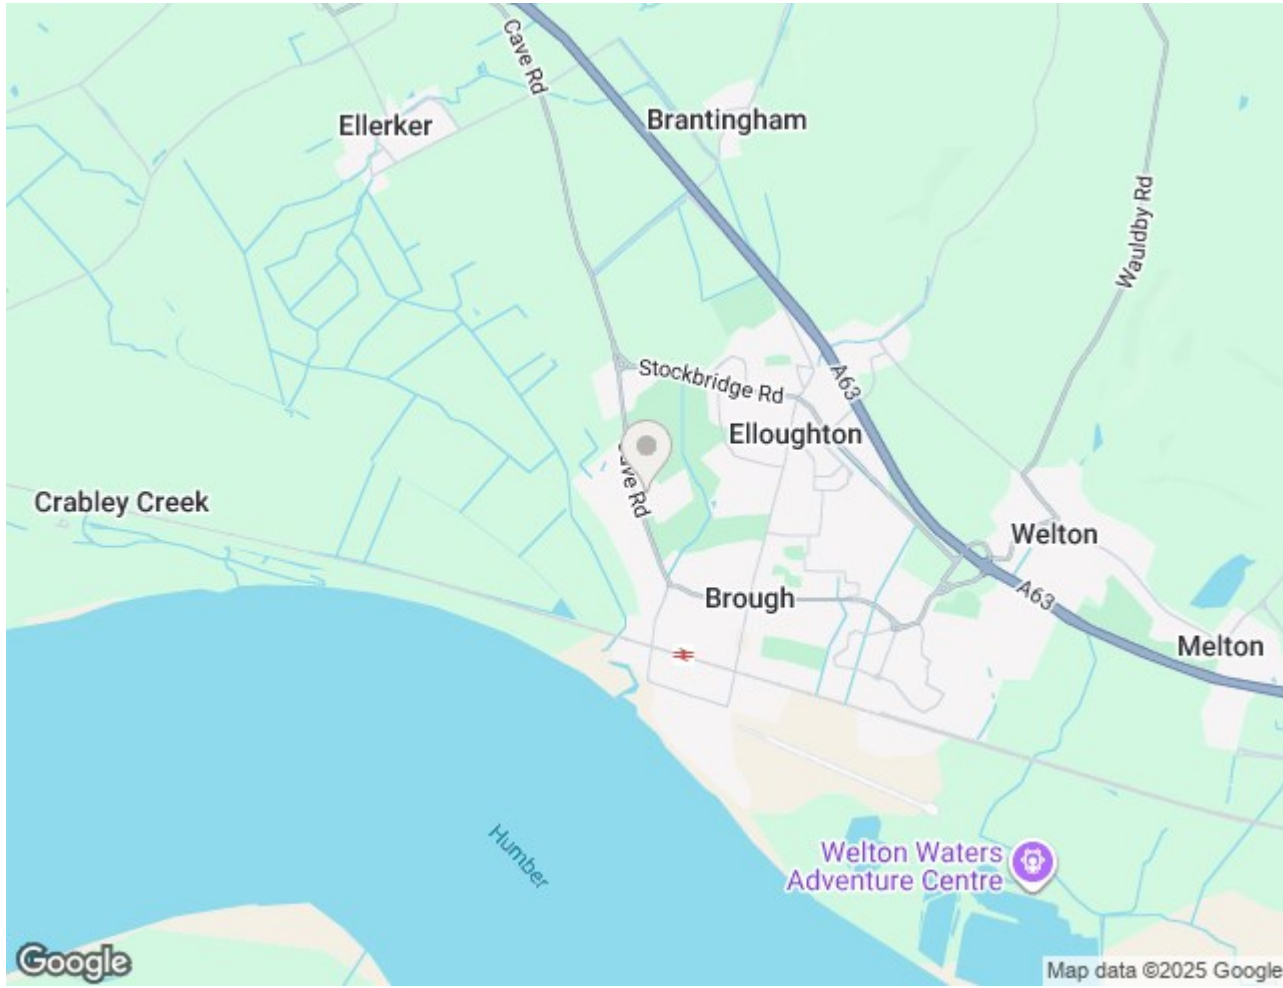 Cave Rd
Ellerker
Brantingham
Wauldby Rd
Stockbridge Rd
A63
Elloughton
Cave Rd
Crabley Creek
Welton
Brough
A63
Melton
Humber
Welton Waters
Adventure Centre
Google
Map data ©2025 Google